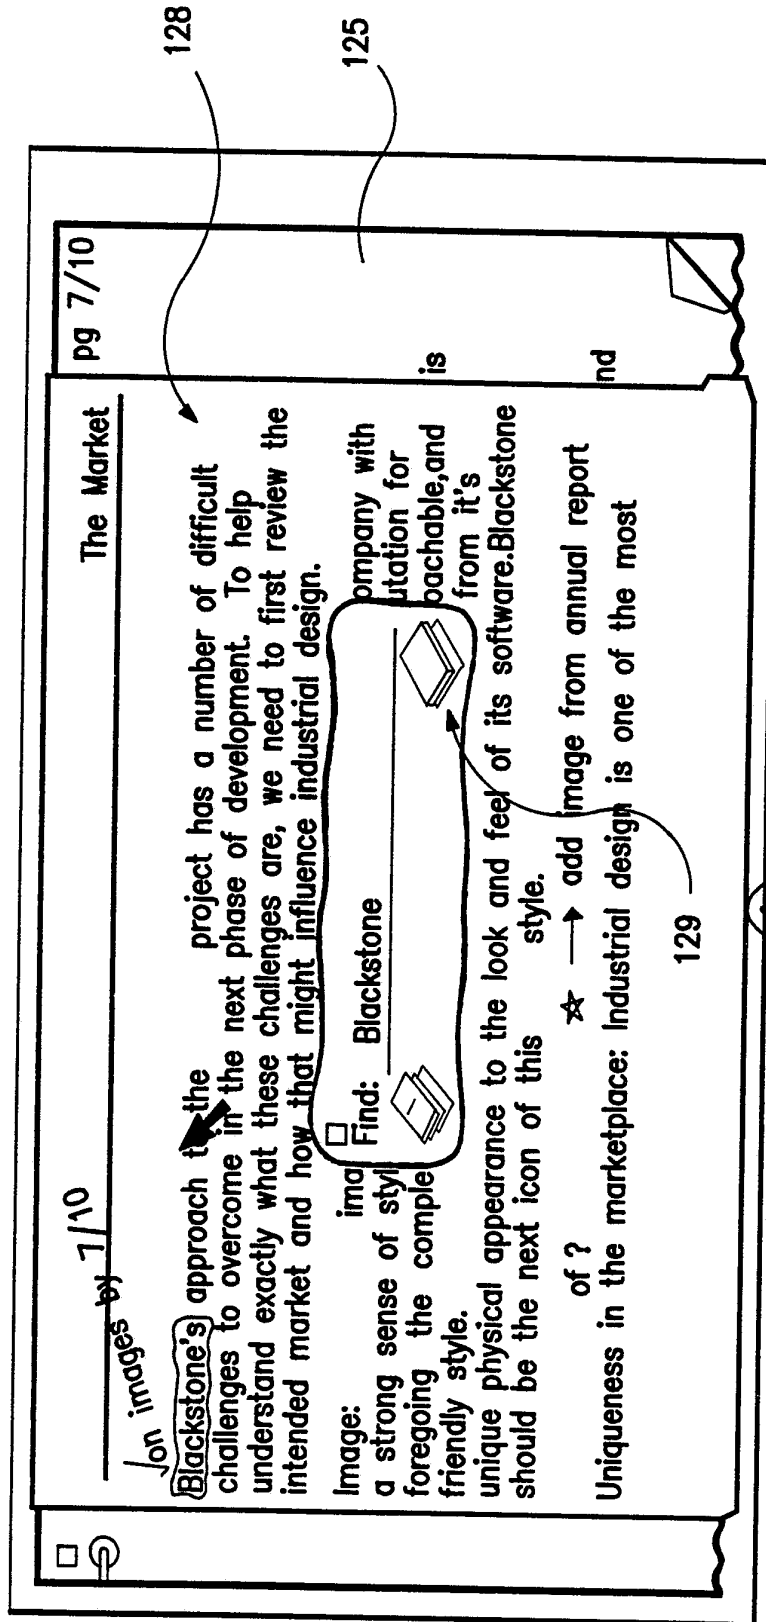 128
125
pg 7/10
The Market
Jon images by 7/10
Blackstone's approach to the project has a number of difficult
challenges to overcome in the next phase of development. To help
understand exactly what these challenges are, we need to first review the
intended market and how that might influence industrial design.
Image: ima ompany with
a strong sense of styl utation for is
foregoing the comple oachable,and
friendly style. from it's
Find: Blackstone
unique physical appearance to the look and feel of its software.Blackstone
should be the next icon of this style.
of ? add image from annual report nd
Uniqueness in the marketplace: Industrial design is one of the most
129